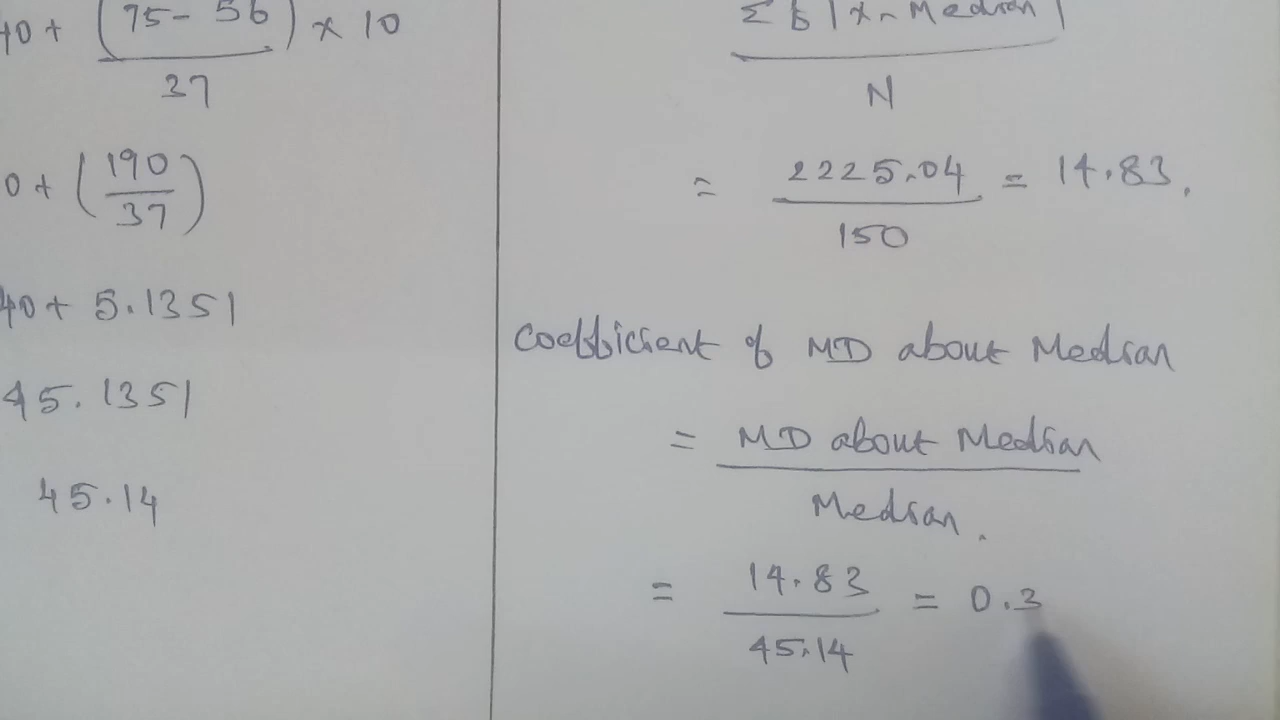 40 + (75 - 56) × 10
37
0 + (190/37)
40 + 5.1351
45.1351
45.14
Σ f | x - Median |
N
= 2225.04 = 14.83.
150
Coefficient of MD about Median
= MD about Median
Median.
= 14.83 = 0.3
45.14